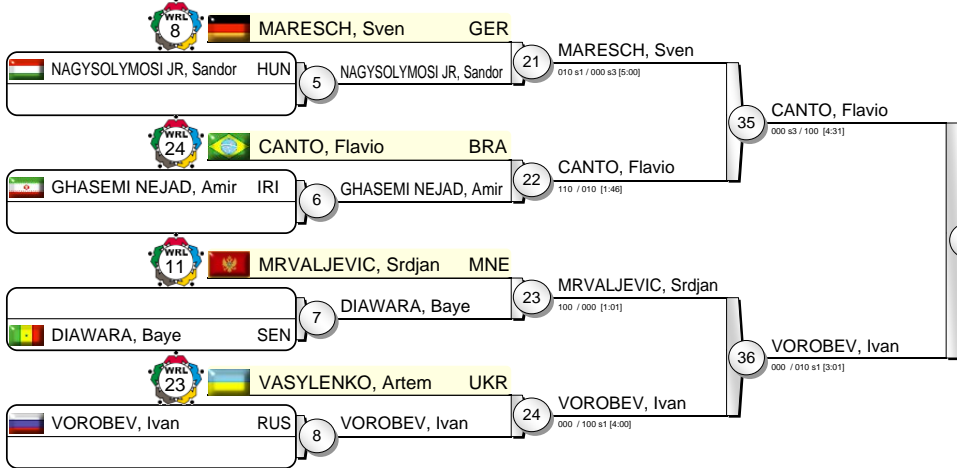 WRL
8
MARESCH, Sven GER
NAGYSOLYMOSI JR, Sandor HUN
5
NAGYSOLYMOSI JR, Sandor
21
MARESCH, Sven
010 s1 / 000 s3 [5:00]
WRL
24
CANTO, Flavio BRA
GHASEMI NEJAD, Amir IRI
6
GHASEMI NEJAD, Amir
22
CANTO, Flavio
110 / 010 [1:46]
35
CANTO, Flavio
000 s3 / 100 [4:31]
WRL
11
MRVALJEVIC, Srdjan MNE
DIAWARA, Baye SEN
7
DIAWARA, Baye
23
MRVALJEVIC, Srdjan
100 / 000 [1:01]
WRL
23
VASYLENKO, Artem UKR
VOROBEV, Ivan RUS
8
VOROBEV, Ivan
24
VOROBEV, Ivan
000 / 100 s1 [4:00]
36
VOROBEV, Ivan
000 / 010 s1 [3:01]